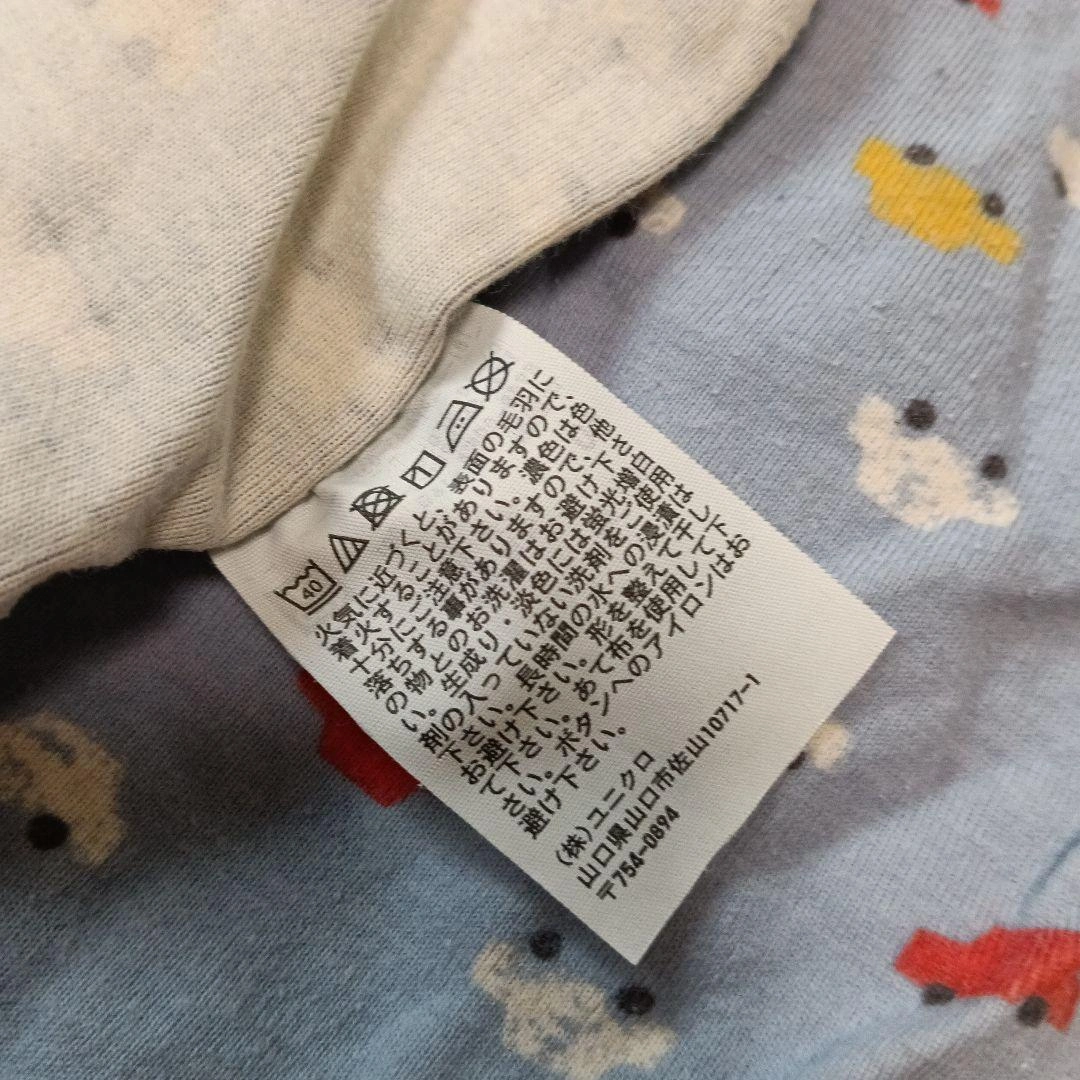 40
火気に近づくと、表面の毛羽に
着火することがありますので、
十分にご注意下さい。濃色は色
落ちする事がありますので、他
の物とのお洗濯はお避け下さ
い。生成り・淡色には蛍光増白
剤の入っていない洗剤をご使用
下さい。長時間の水への浸漬は
お避け下さい。形を整えて干し
て下さい。あて布を使用して下
さい。ボタンへのアイロンはお
避け下さい。
(株)ユニクロ
山口県山口市佐山10717-1
〒754-0894